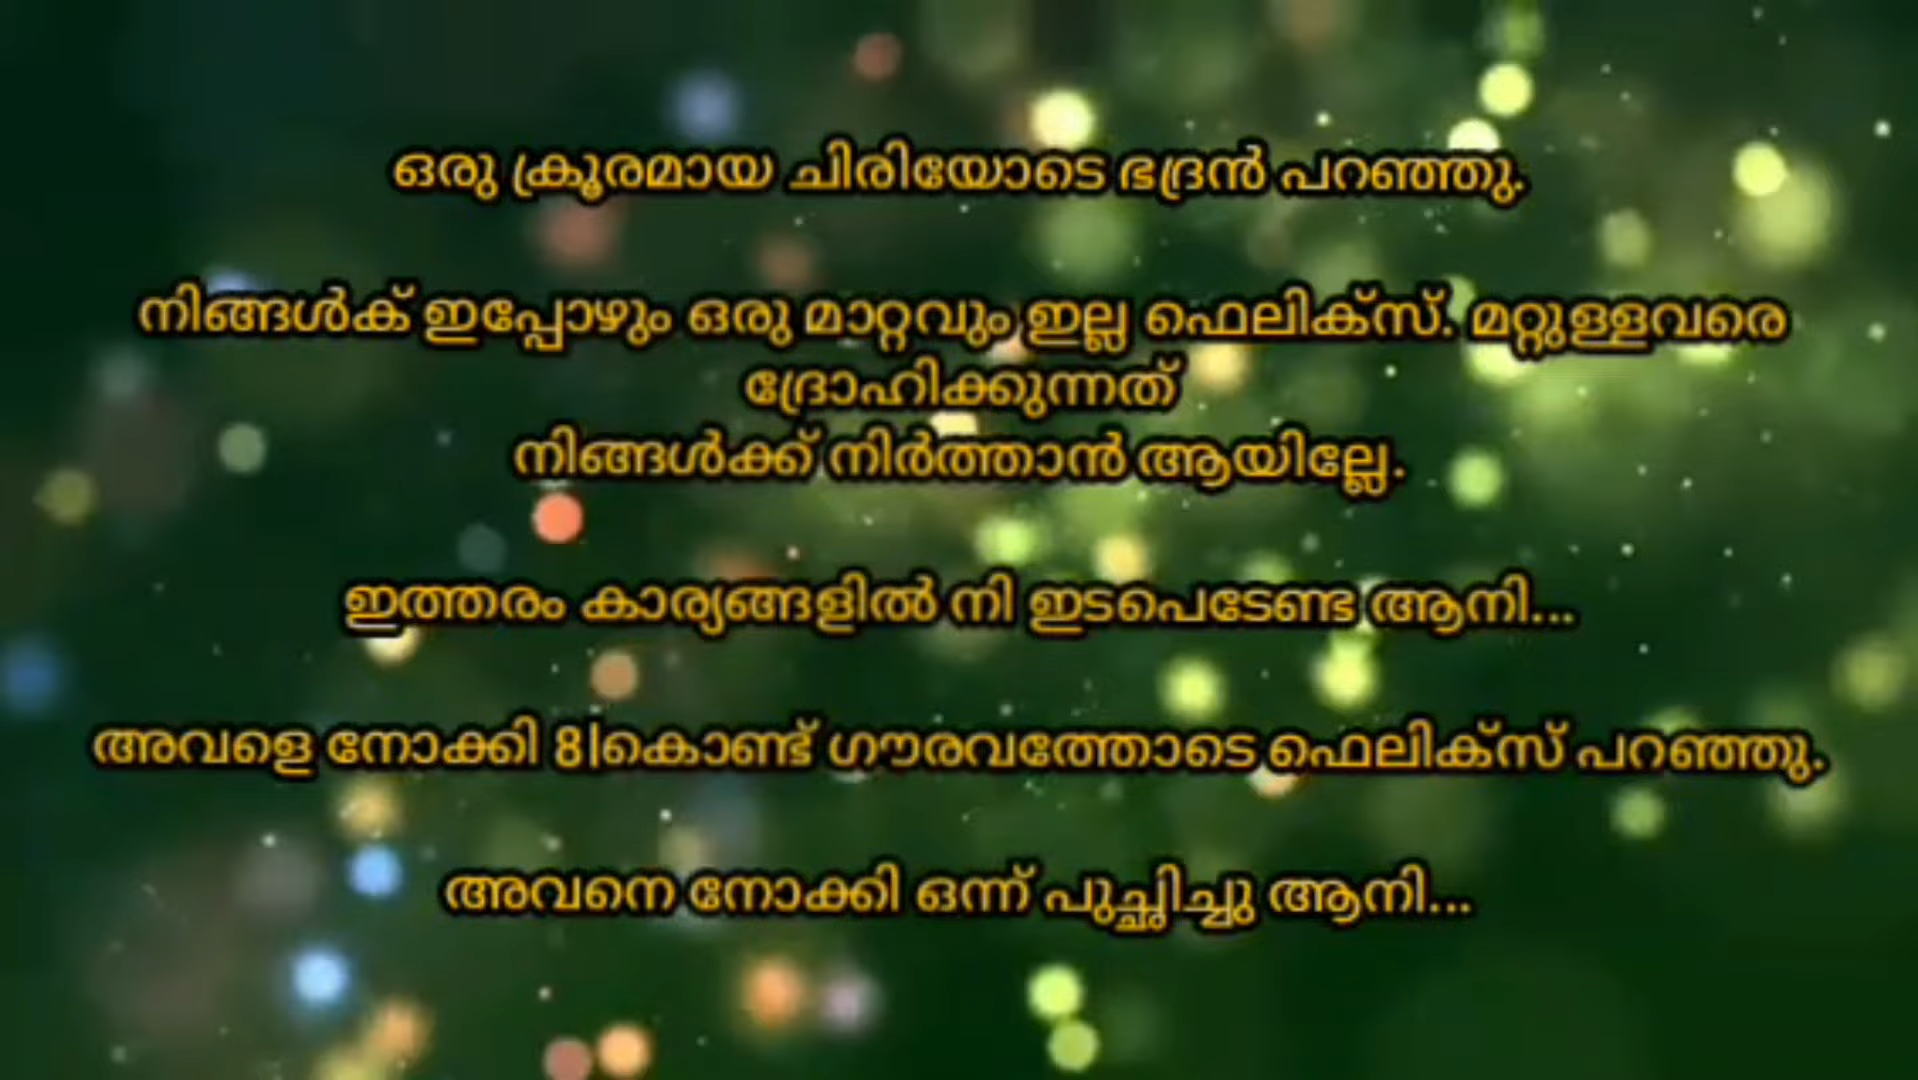 ഒരു ക്രൂരമായ ചിരിയോടെ ഭദ്രൻ പറഞ്ഞു.
നിങ്ങൾക് ഇപ്പോഴും ഒരു മാറ്റവും ഇല്ല ഫെലിക്സ്. മറ്റുള്ളവരെ
ദ്രോഹിക്കുന്നത്
നിങ്ങൾക്ക് നിർത്താൻ ആയില്ലേ.
ഇത്തരം കാര്യങ്ങളിൽ നി ഇടപെടേണ്ട ആനി...
അവളെ നോക്കി 8|കൊണ്ട് ഗൗരവത്തോടെ ഫെലിക്സ് പറഞ്ഞു.
അവനെ നോക്കി ഒന്ന് പുച്ഛിച്ചു ആനി...